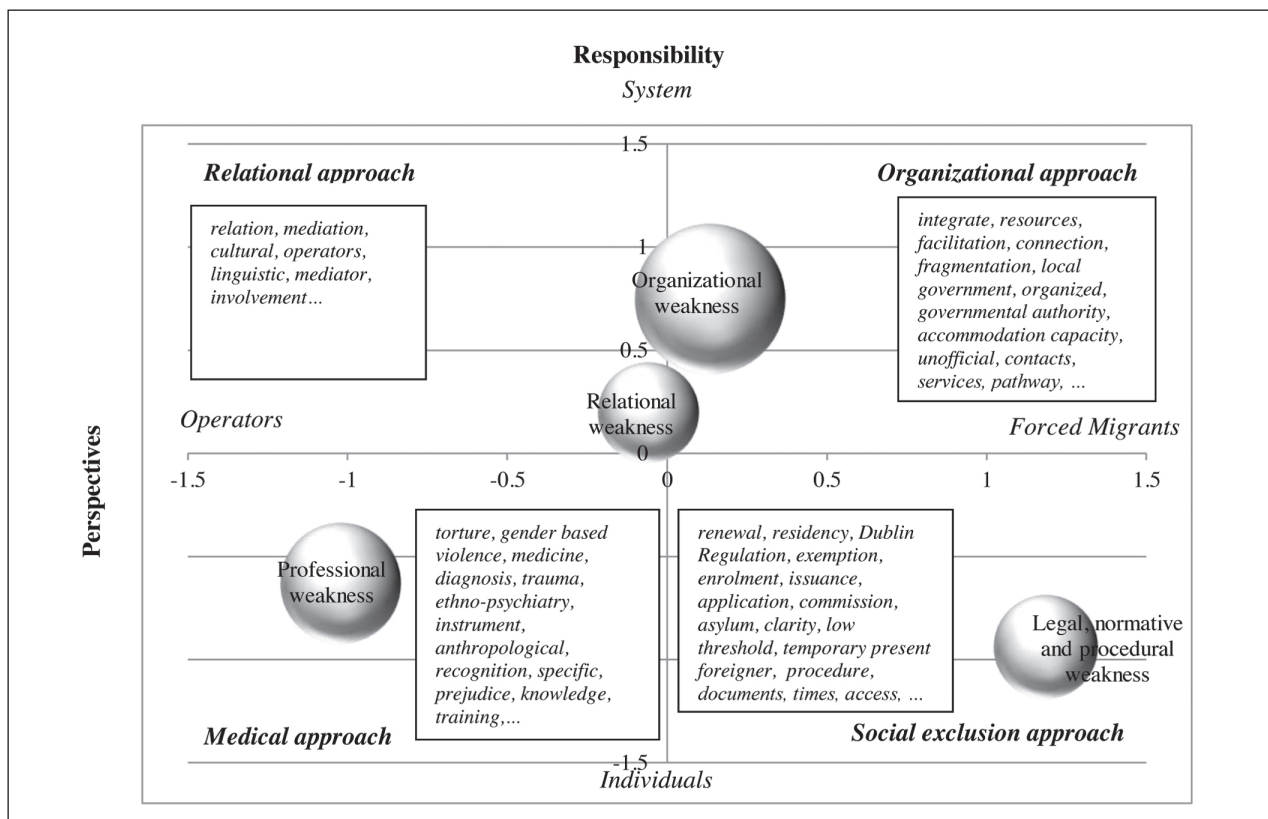 Responsibility
System
1.5
Relational approach
Organizational approach
relation, mediation,
cultural, operators,
linguistic, mediator,
involvement…
integrate, resources,
facilitation, connection,
fragmentation, local
government, organized,
governmental authority,
accommodation capacity,
unofficial, contacts,
services, pathway, …
1
Organizational
weakness
0.5
Relational
weakness
Operators
Forced Migrants
Perspectives
0
-1.5
-1
-0.5
0
0.5
1
1.5
Professional
weakness
torture, gender based
violence, medicine,
diagnosis, trauma,
ethno-psychiatry,
instrument,
anthropological,
recognition, specific,
prejudice, knowledge,
training,...
renewal, residency, Dublin
Regulation, exemption,
enrolment, issuance,
application, commission,
asylum, clarity, low
threshold, temporary present
foreigner, procedure,
documents, times, access, …
Legal, normative
and procedural
weakness
Medical approach
Social exclusion approach
-1.5
Individuals